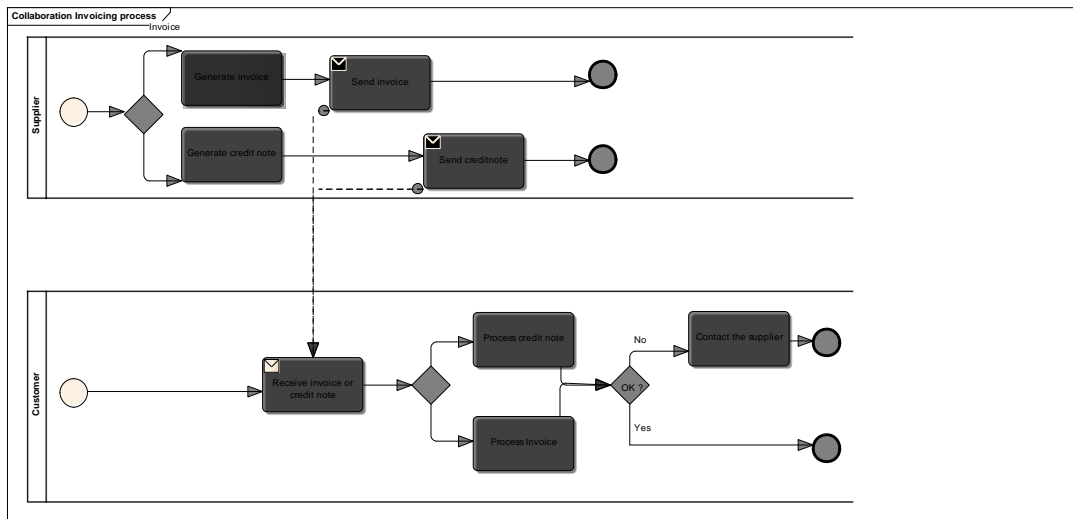 Collaboration Invoicing process
Invoice
Supplier
Generate invoice
Send invoice
Generate credit note
Send creditnote
Customer
Receive invoice or
credit note
Process credit note
Process Invoice
OK ?
No
Yes
Contact the supplier